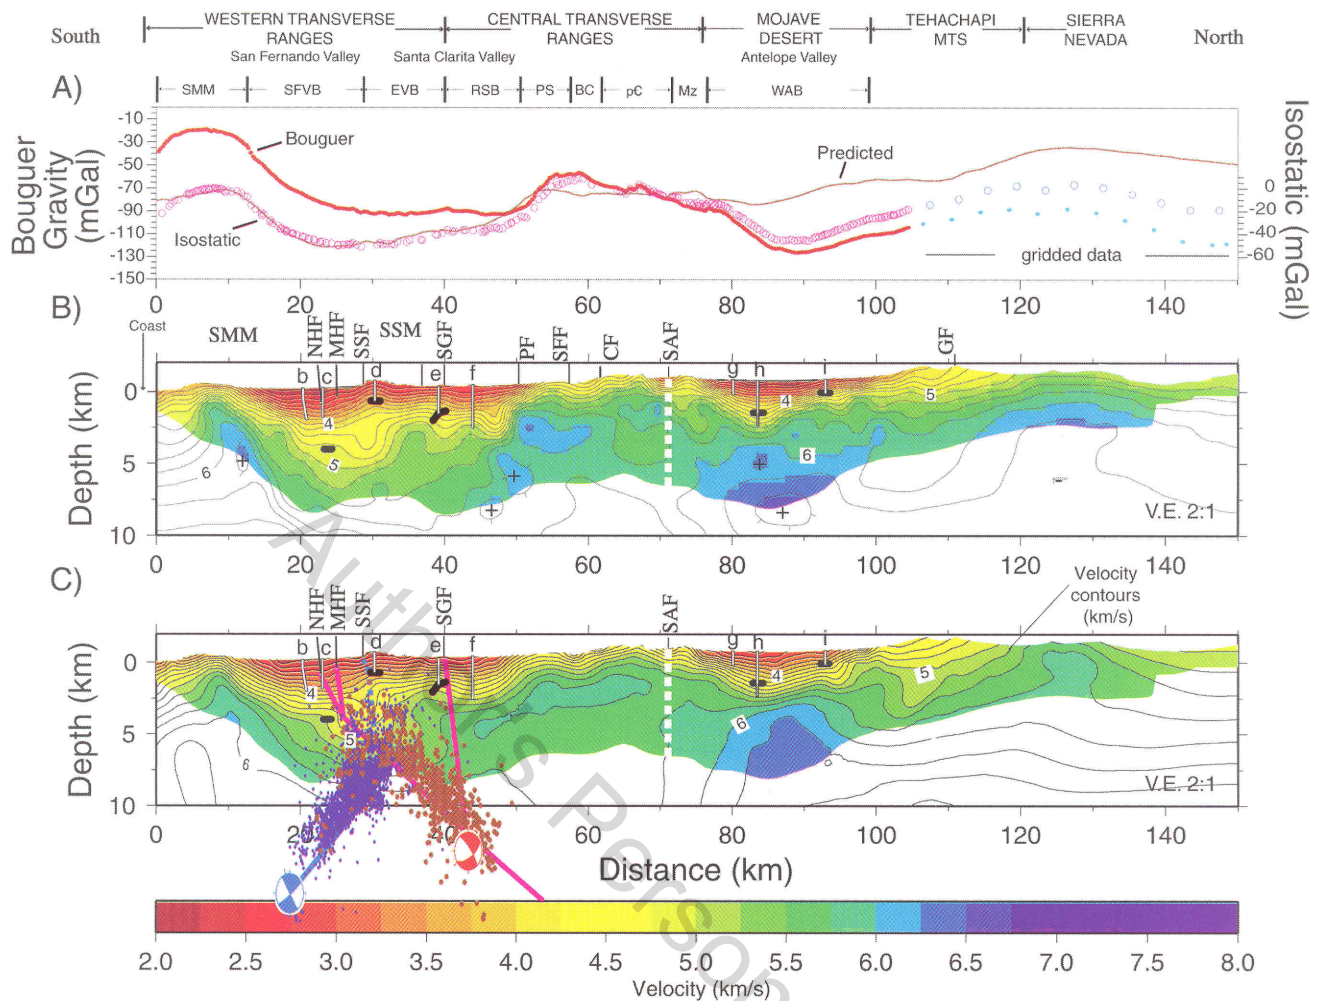 WESTERN TRANSVERSE RANGES
CENTRAL TRANSVERSE RANGES
MOJAVE DESERT
TEHACHAPI MTS
SIERRA NEVADA
South
North
San Fernando Valley
Santa Clarita Valley
Antelope Valley
A)
SMM SFVB EVB RSB PS BC p€ Mz WAB
Bouguer Gravity (mGal)
-10
-30
-50
-70
-90
-110
-130
-150
Bouguer
Isostatic
Predicted
gridded data
0
-20
-40
-60
Isostatic (mGal)
0 20 40 60 80 100 120 140
B)
Coast
SMM NHF MHF SSF SSM SGF PF SFF CF SAF GF
b c d e f g h i
Depth (km)
0
5
10
4 5 6 4 5 6
V.E. 2:1
0 20 40 60 80 100 120 140
C)
NHF MHF SSF SGF SAF
Velocity contours (km/s)
b c d e f g h i
Depth (km)
0
5
10
4 5 6 4 5 6
V.E. 2:1
0 20 40 60 80 100 120 140
Distance (km)
2.0 2.5 3.0 3.5 4.0 4.5 5.0 5.5 6.0 6.5 7.0 7.5 8.0
Velocity (km/s)
Author's Person